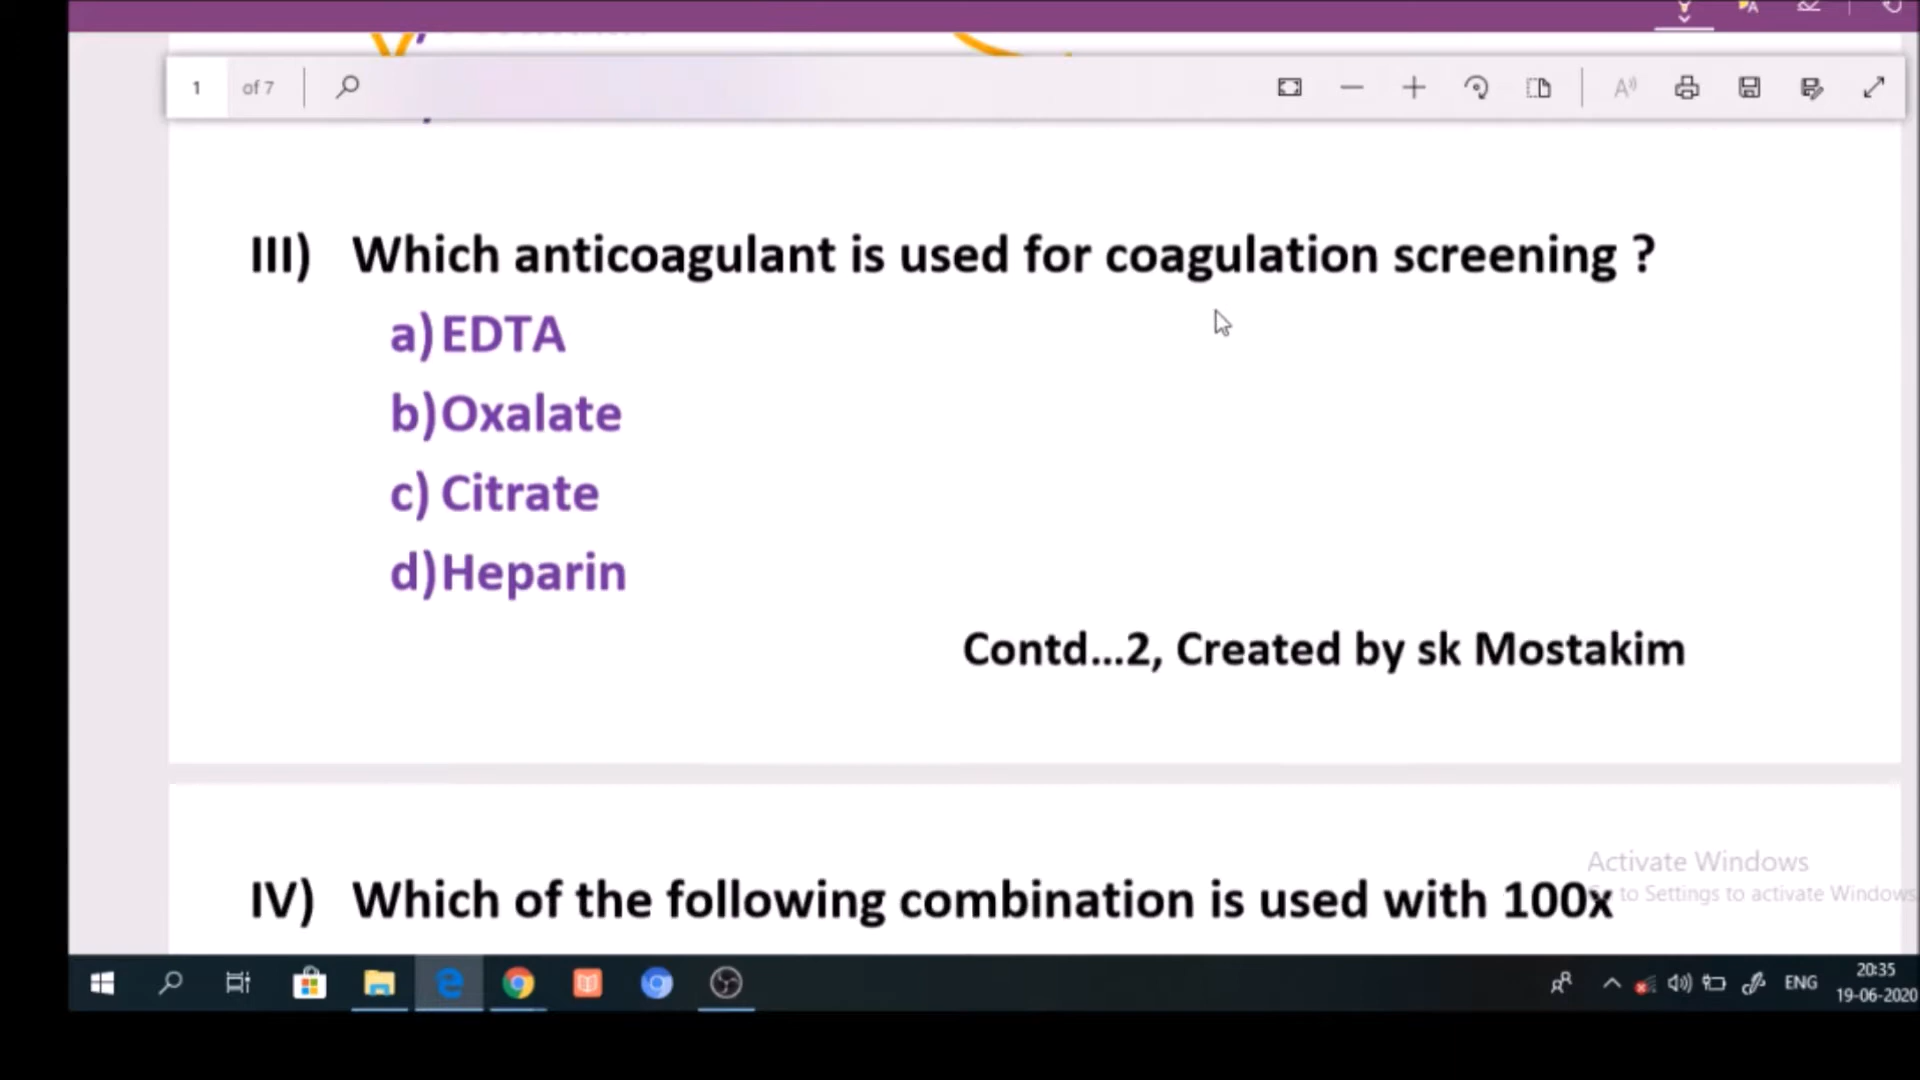 1 of 7
III) Which anticoagulant is used for coagulation screening ?
a) EDTA
b) Oxalate
c) Citrate
d) Heparin
Contd...2, Created by sk Mostakim
IV) Which of the following combination is used with 100x
Activate Windows
to Settings to activate Windows
ENG
20:35
19-06-2020